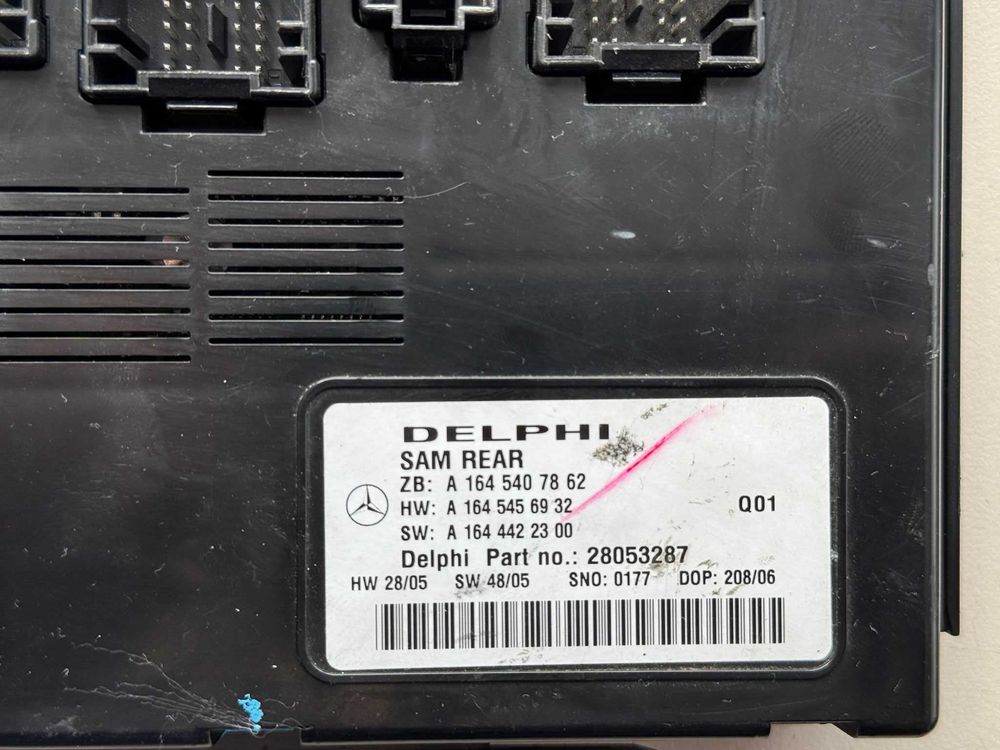 DELPHI
SAM REAR
ZB: A 164 540 78 62
HW: A 164 545 69 32
Q01
SW: A 164 442 23 00
Delphi Part no.: 28053287
HW 28/05 SW 48/05 SNO: 0177 DOP: 208/06